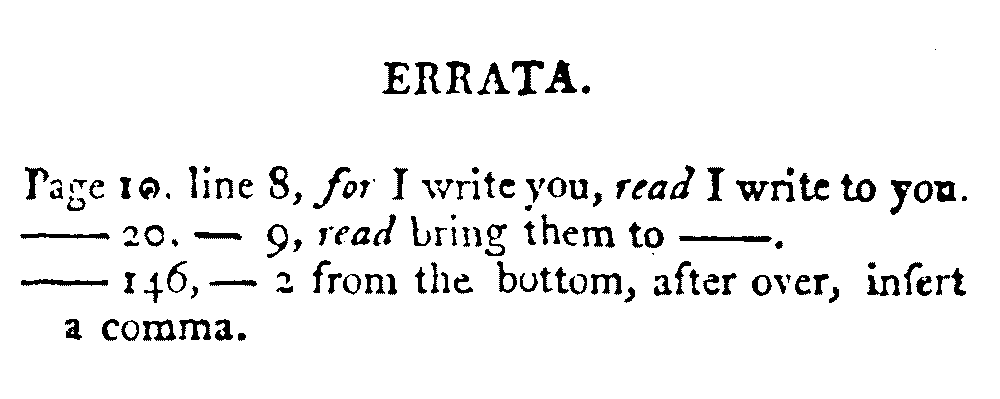 ERRATA.
Page 10. line 8, for I write you, read I write to you.
—— 20. — 9, read bring them to ——.
—— 146, — 2 from the bottom, after over, inſert
a comma.